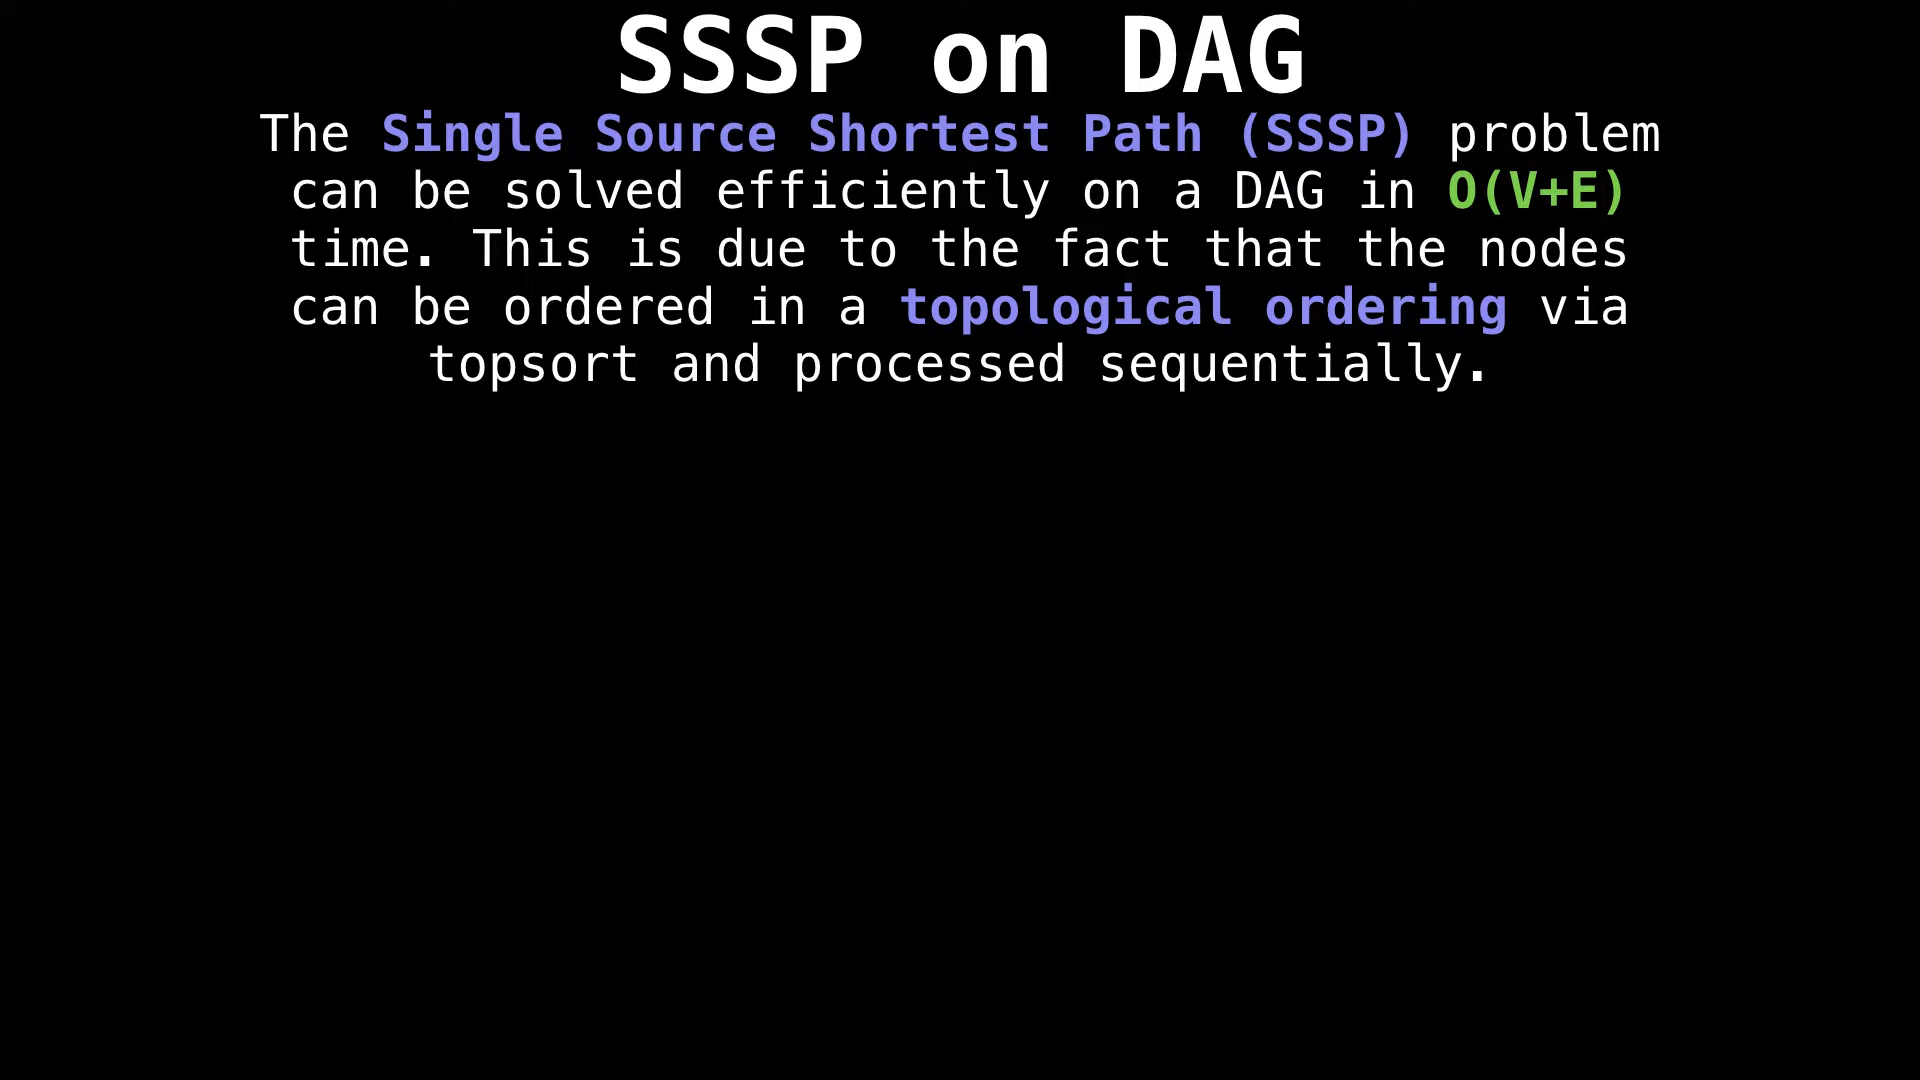 SSSP on DAG
The Single Source Shortest Path (SSSP) problem
can be solved efficiently on a DAG in O(V+E)
time. This is due to the fact that the nodes
can be ordered in a topological ordering via
topsort and processed sequentially.